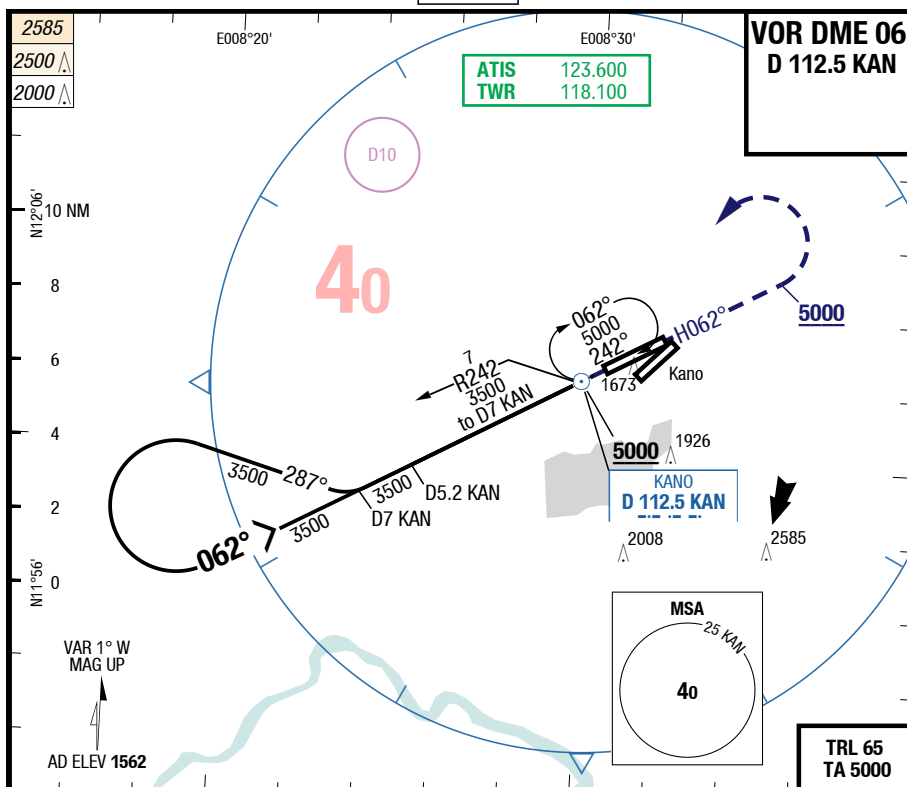 2585
2500
2000
E008°20'
E008°30'
VOR DME 06
D 112.5 KAN
ATIS 123.600
TWR 118.100
D10
N12°06'
10 NM
8
6
4
2
0
N11°56'
40
5000
H062°
062°
5000
242°
7
R242
3500
to D7 KAN
1673
Kano
5000
1926
KANO
D 112.5 KAN
3500
287°
3500
D5.2 KAN
D7 KAN
3500
062°
2008
2585
MSA
25 KAN
40
VAR 1° W
MAG UP
AD ELEV 1562
TRL 65
TA 5000